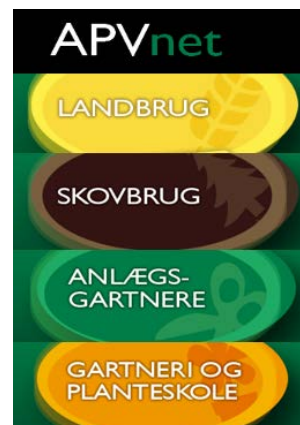 APVnet
LANDBRUG
SKOVBRUG
ANLÆGS-
GARTNERE
GARTNERI OG
PLANTESKOLE